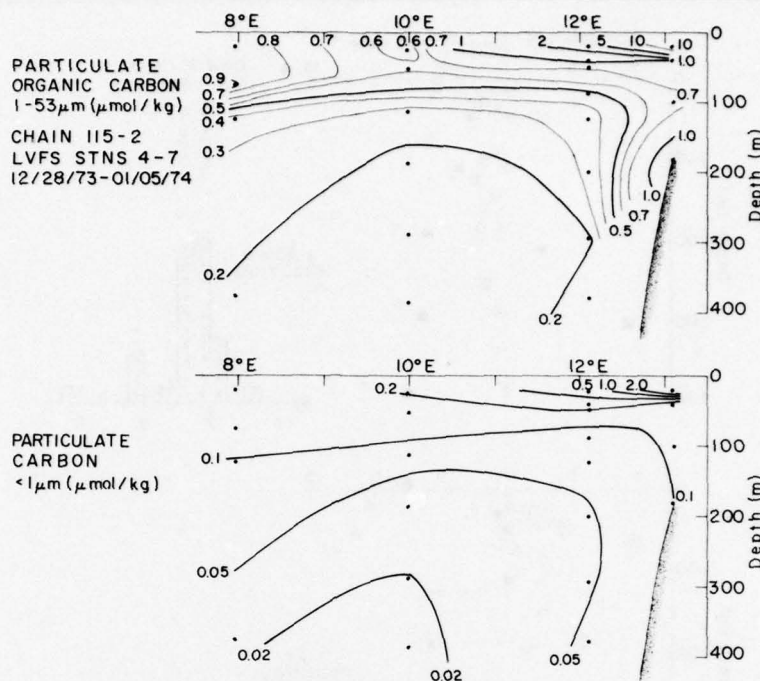 8°E 10°E 12°E
0.8 0.7 0.6 0.6 0.7 1 2 5 10 10 0
PARTICULATE
ORGANIC CARBON
1-53μm (μmol/kg)
CHAIN 115-2
LVFS STNS 4-7
12/28/73-01/05/74
1.0
0.9
0.7
0.5
0.4
0.3
0.7
100
1.0
200
1.0
0.7
0.5
300
0.2
0.2
400
Depth (m)
8°E 10°E 12°E
0.2 0.5 1.0 2.0 0
PARTICULATE
CARBON
<1μm (μmol/kg)
0.1
100
0.1
200
0.05
300
0.02
0.02
0.05
400
Depth (m)